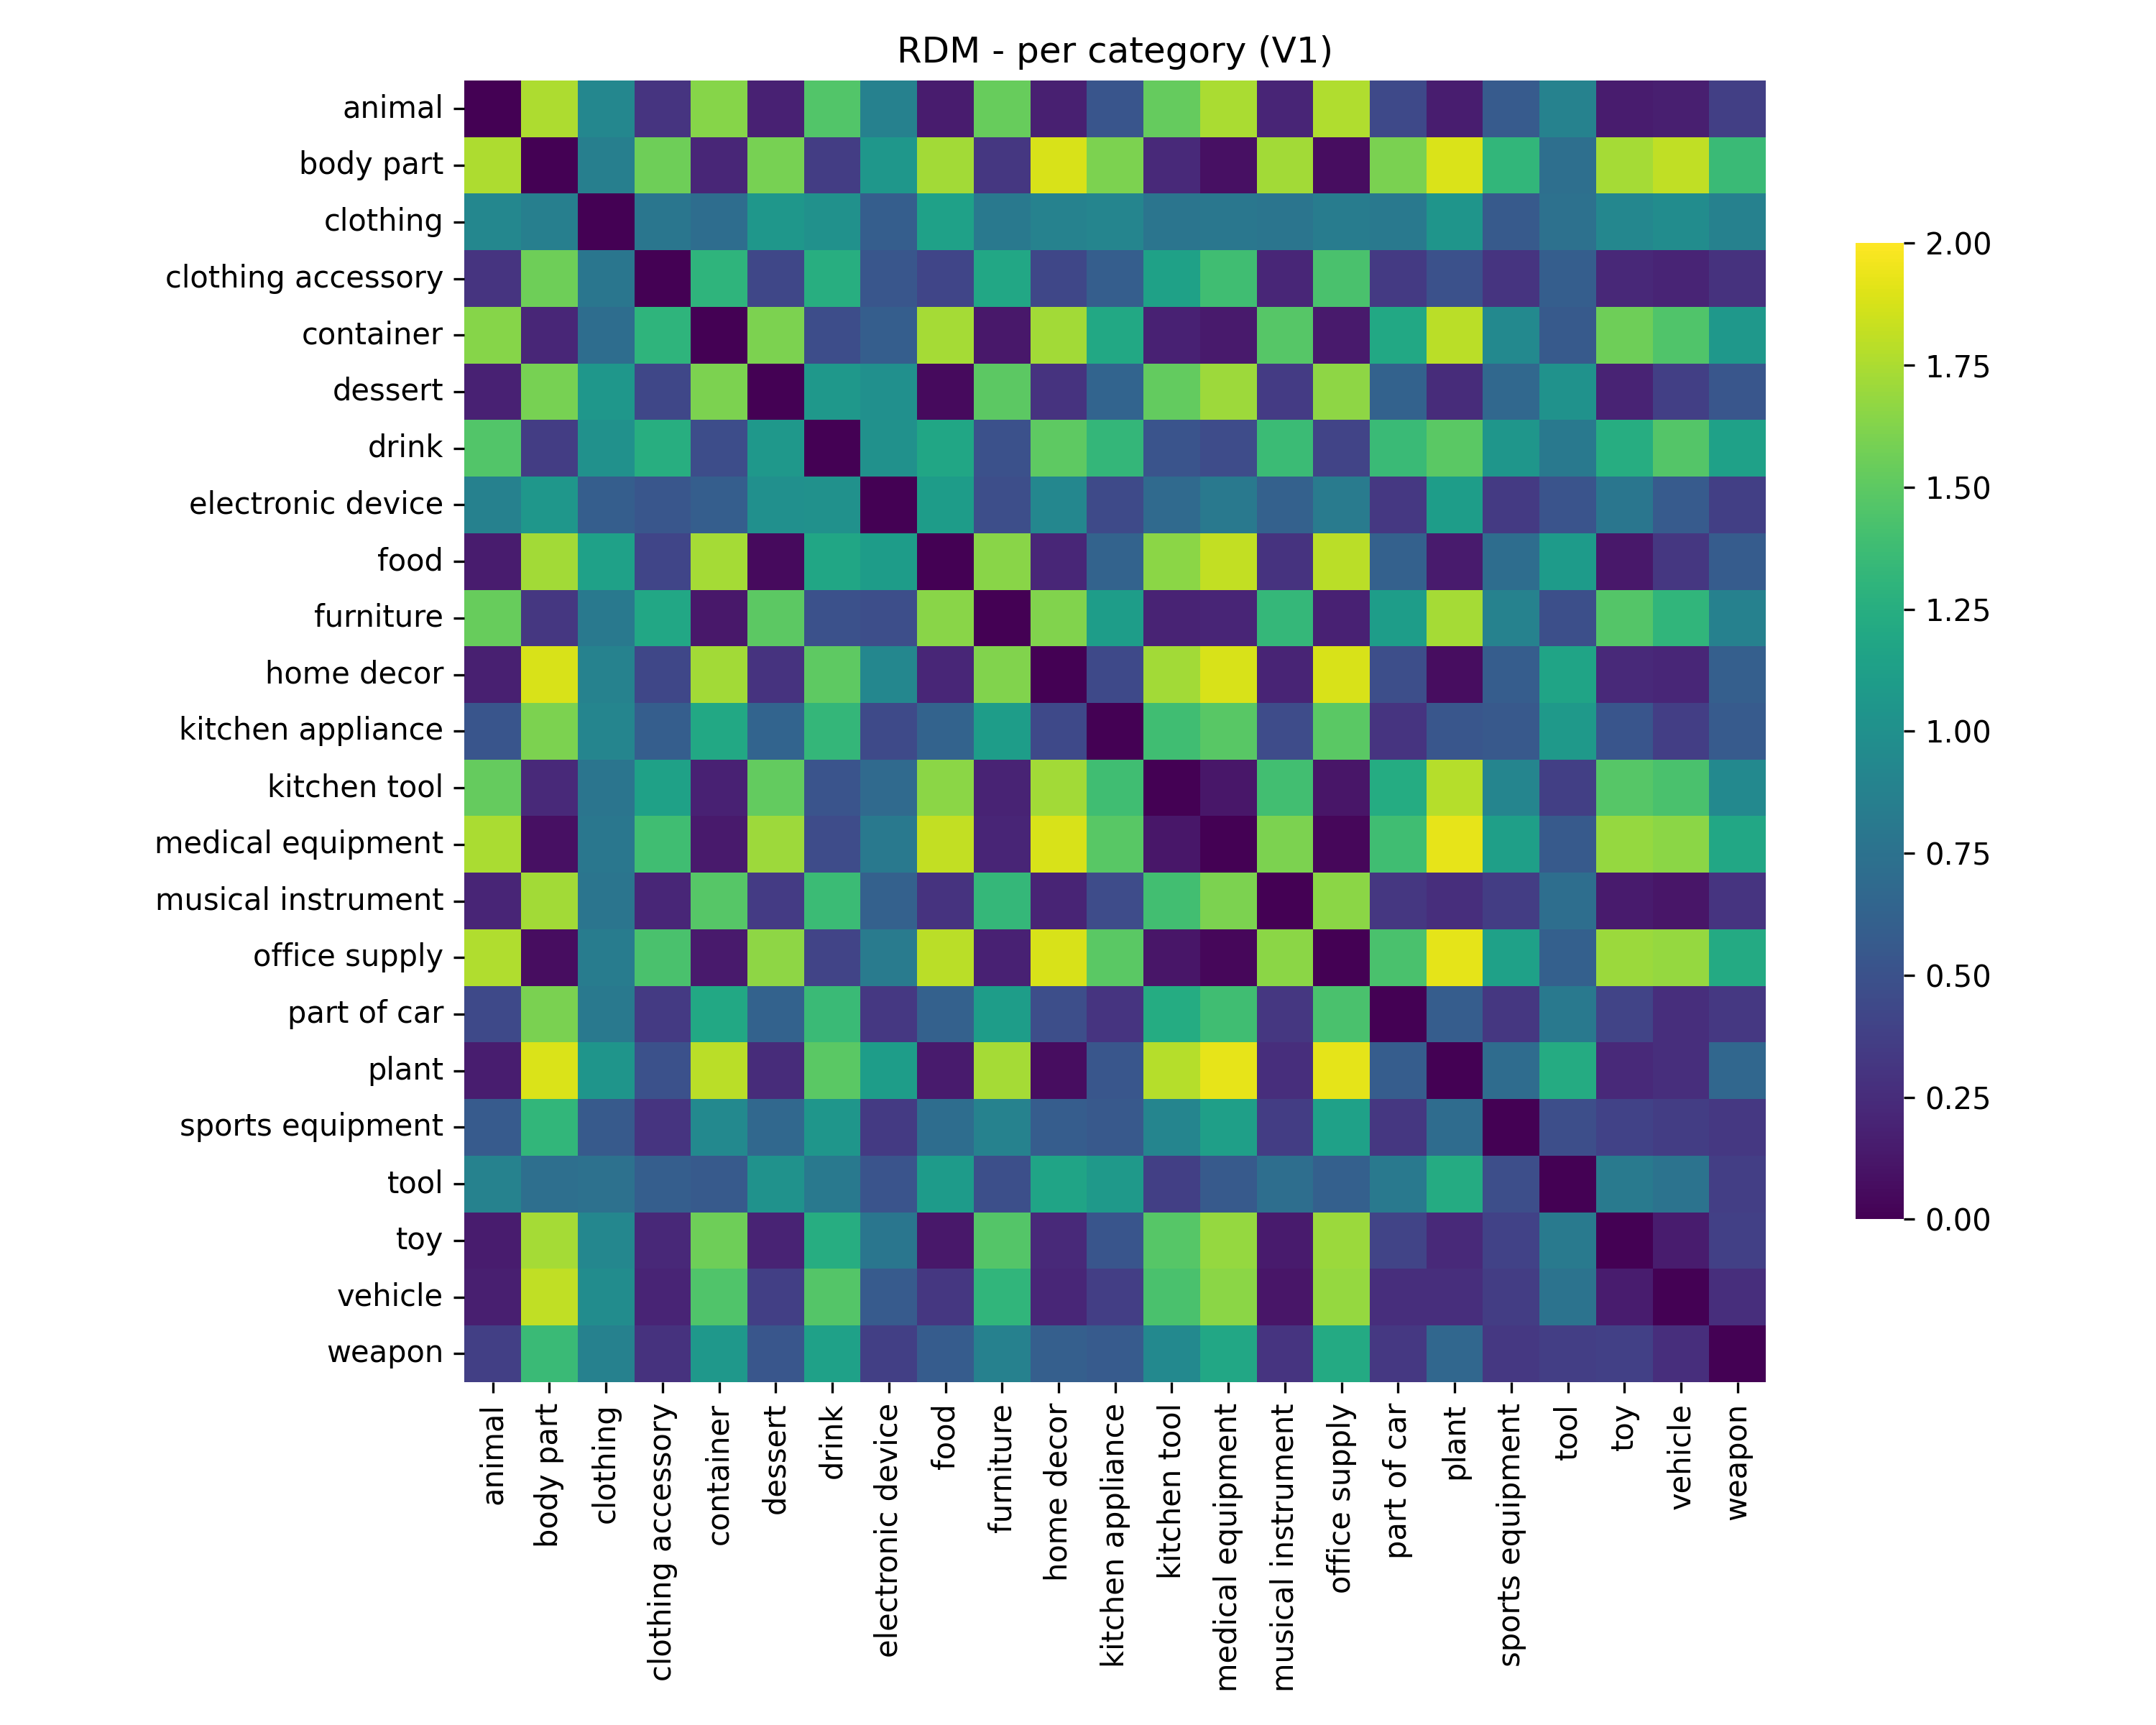 RDM - per category (V1)
animal
body part
clothing
clothing accessory
container
dessert
drink
electronic device
food
furniture
home decor
kitchen appliance
kitchen tool
medical equipment
musical instrument
office supply
part of car
plant
sports equipment
tool
toy
vehicle
weapon
animal
body part
clothing
clothing accessory
container
dessert
drink
electronic device
food
furniture
home decor
kitchen appliance
kitchen tool
medical equipment
musical instrument
office supply
part of car
plant
sports equipment
tool
toy
vehicle
weapon
2.00
1.75
1.50
1.25
1.00
0.75
0.50
0.25
0.00